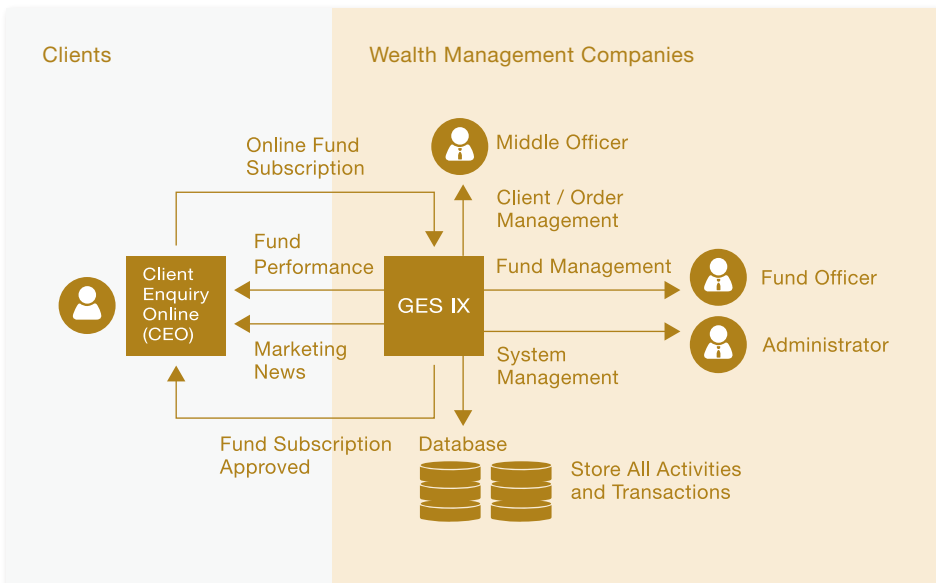 Clients
Wealth Management Companies
Online Fund
Subscription
Middle Officer
Client / Order
Management
Fund
Performance
Fund Management
Fund Officer
Client
Enquiry
Online
(CEO)
GES IX
Marketing
News
System
Management
Administrator
Fund Subscription
Approved
Database
Store All Activities
and Transactions